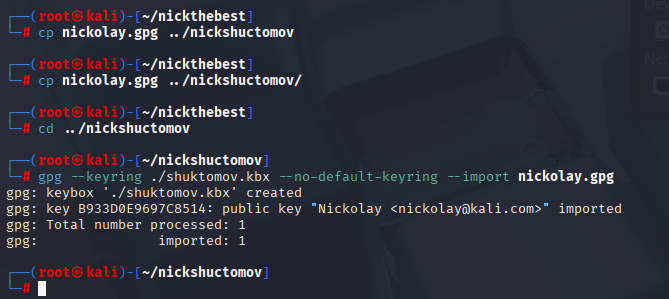 ┌──(root㉿kali)-[~/nickthebest]
└─# cp nickolay.gpg ../nickshuctomov
┌──(root㉿kali)-[~/nickthebest]
└─# cp nickolay.gpg ../nickshuctomov/
┌──(root㉿kali)-[~/nickthebest]
└─# cd ../nickshuctomov
┌──(root㉿kali)-[~/nickshuctomov]
└─# gpg --keyring ./shuktomov.kbx --no-default-keyring --import nickolay.gpg
gpg: keybox './shuktomov.kbx' created
gpg: key B933D0E9697C8514: public key "Nickolay <nickolay@kali.com>" imported
gpg: Total number processed: 1
gpg:               imported: 1
┌──(root㉿kali)-[~/nickshuctomov]
└─#